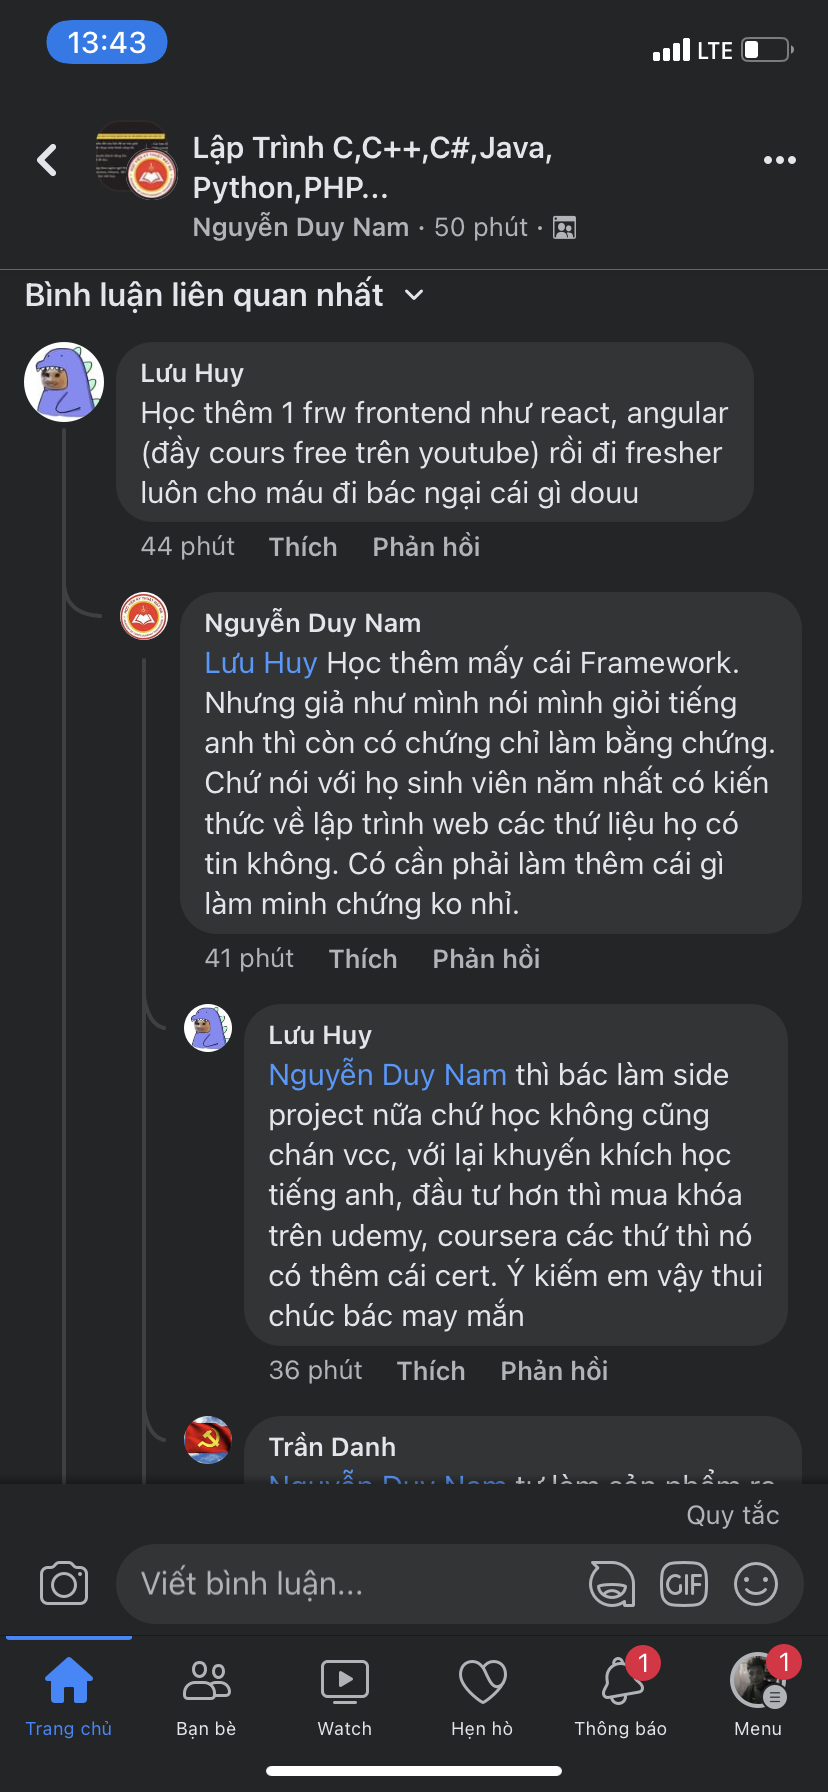 13:43
LTE
Lập Trình C,C++,C#,Java,
Python,PHP...
Nguyễn Duy Nam · 50 phút ·
Bình luận liên quan nhất
Lưu Huy
Học thêm 1 frw frontend như react, angular
(đầy cours free trên youtube) rồi đi fresher
luôn cho máu đi bác ngại cái gì douu
44 phút Thích Phản hồi
Nguyễn Duy Nam
Lưu Huy Học thêm mấy cái Framework.
Nhưng giả như mình nói mình giỏi tiếng
anh thì còn có chứng chỉ làm bằng chứng.
Chứ nói với họ sinh viên năm nhất có kiến
thức về lập trình web các thứ liệu họ có
tin không. Có cần phải làm thêm cái gì
làm minh chứng ko nhỉ.
41 phút Thích Phản hồi
Lưu Huy
Nguyễn Duy Nam thì bác làm side
project nữa chứ học không cũng
chán vcc, với lại khuyến khích học
tiếng anh, đầu tư hơn thì mua khóa
trên udemy, coursera các thứ thì nó
có thêm cái cert. Ý kiếm em vậy thui
chúc bác may mắn
36 phút Thích Phản hồi
Trần Danh
Nguyễn Duy Nam tự làm sản phẩm ra
Quy tắc
Viết bình luận...
GIF
1
1
Trang chủ
Bạn bè
Watch
Hẹn hò
Thông báo
Menu